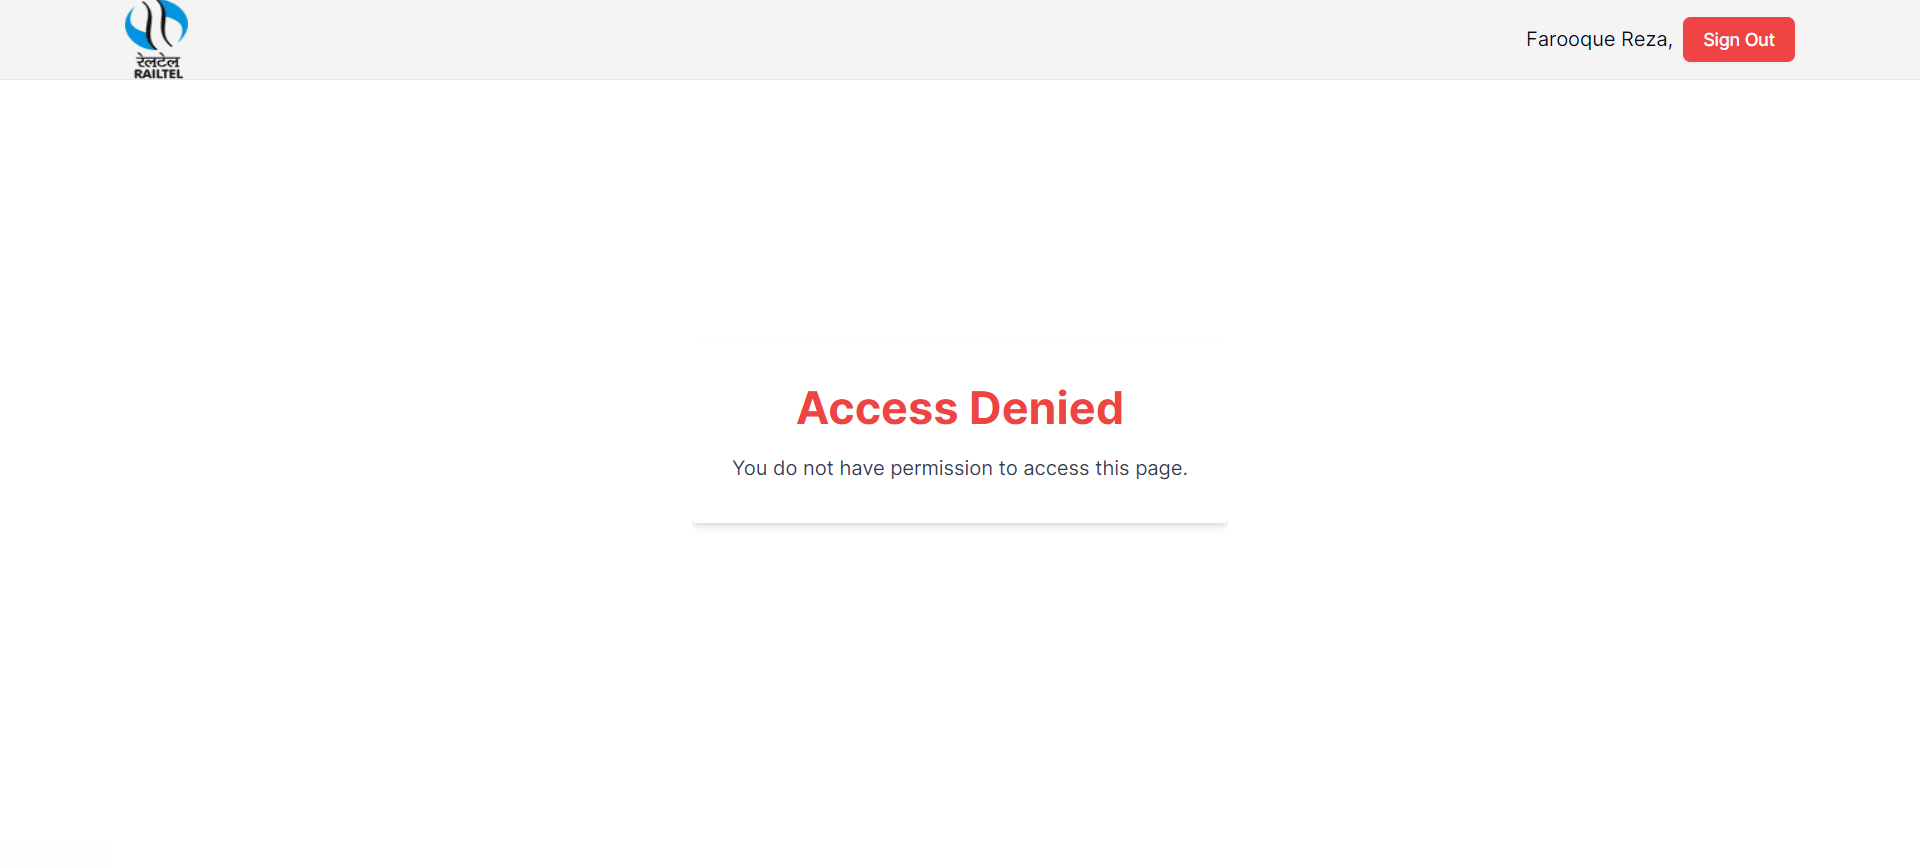 रेलटेल
RAILTEL
Farooque Reza,
Sign Out
Access Denied
You do not have permission to access this page.